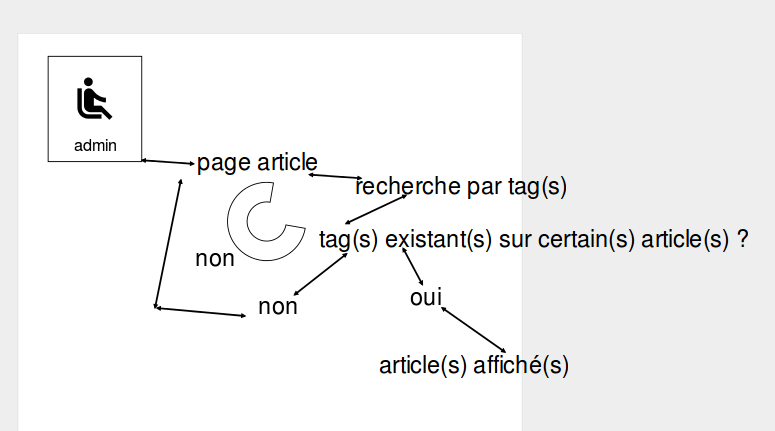 admin
page article
recherche par tag(s)
tag(s) existant(s) sur certain(s) article(s) ?
non
non
oui
article(s) affiché(s)